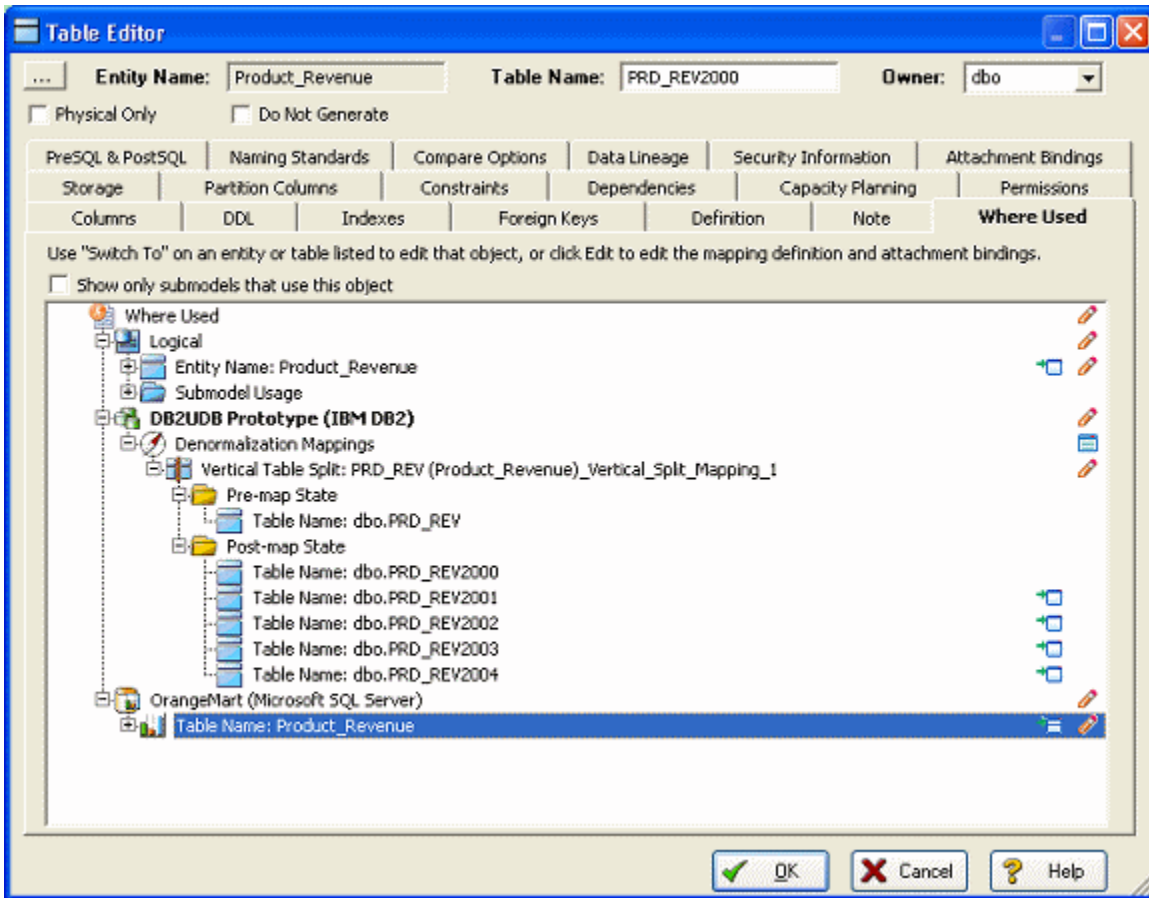 Table Editor
... Entity Name: Product_Revenue Table Name: PRD_REV2000 Owner: dbo
Physical Only Do Not Generate
PreSQL & PostSQL Naming Standards Compare Options Data Lineage Security Information Attachment Bindings
Storage Partition Columns Constraints Dependencies Capacity Planning Permissions
Columns DDL Indexes Foreign Keys Definition Note Where Used
Use "Switch To" on an entity or table listed to edit that object, or click Edit to edit the mapping definition and attachment bindings.
Show only submodels that use this object
Where Used
Logical
Entity Name: Product_Revenue
Submodel Usage
DB2UDB Prototype (IBM DB2)
Denormalization Mappings
Vertical Table Split: PRD_REV (Product_Revenue)_Vertical_Split_Mapping_1
Pre-map State
Table Name: dbo.PRD_REV
Post-map State
Table Name: dbo.PRD_REV2000
Table Name: dbo.PRD_REV2001
Table Name: dbo.PRD_REV2002
Table Name: dbo.PRD_REV2003
Table Name: dbo.PRD_REV2004
OrangeMart (Microsoft SQL Server)
Table Name: Product_Revenue
OK Cancel Help